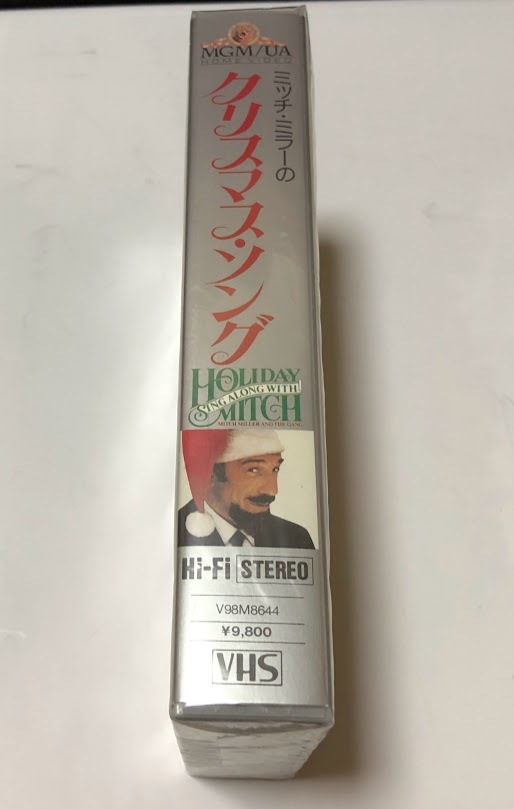 MGM/UA
HOME VIDEO
ミッチ・ミラーの
クリスマス・ソング
HOLIDAY
SING ALONG WITH
MITCH
MITCH MILLER AND THE GANG
Hi-Fi STEREO
V98M8644
¥9,800
VHS